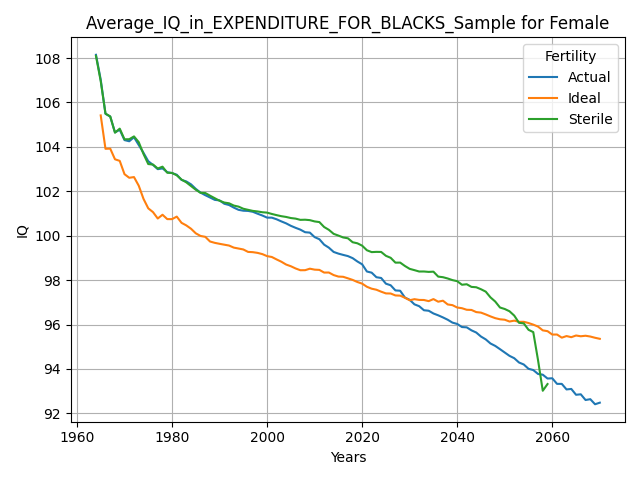 Average_IQ_in_EXPENDITURE_FOR_BLACKS_Sample for Female
108
106
104
102
100
98
96
94
92
IQ
Fertility
Actual
Ideal
Sterile
1960 1980 2000 2020 2040 2060
Years